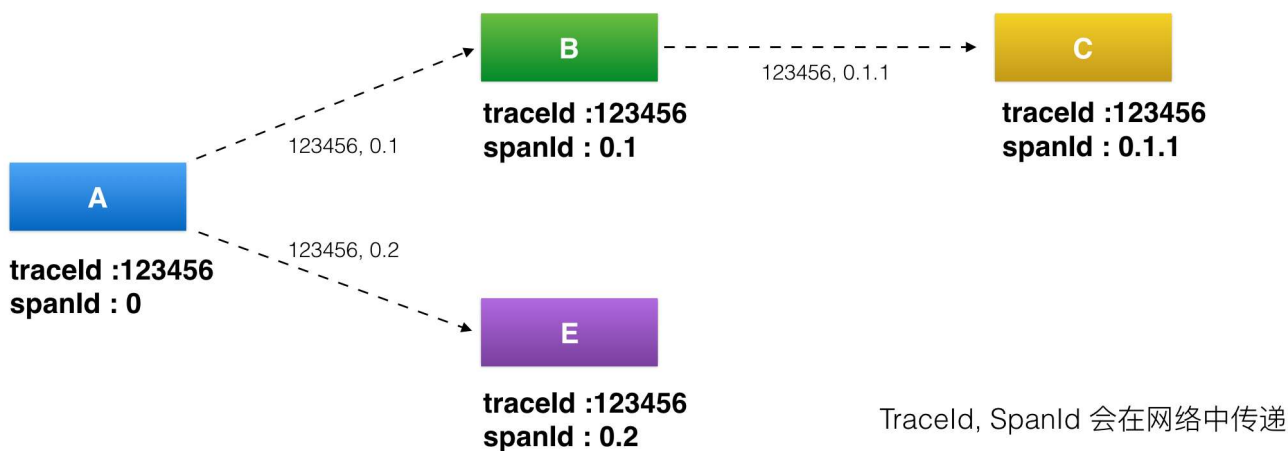 B
123456, 0.1.1
C
traceId :123456
spanId : 0.1
traceId :123456
spanId : 0.1.1
123456, 0.1
A
123456, 0.2
traceId :123456
spanId : 0
E
traceId :123456
spanId : 0.2
TraceId, SpanId 会在网络中传递